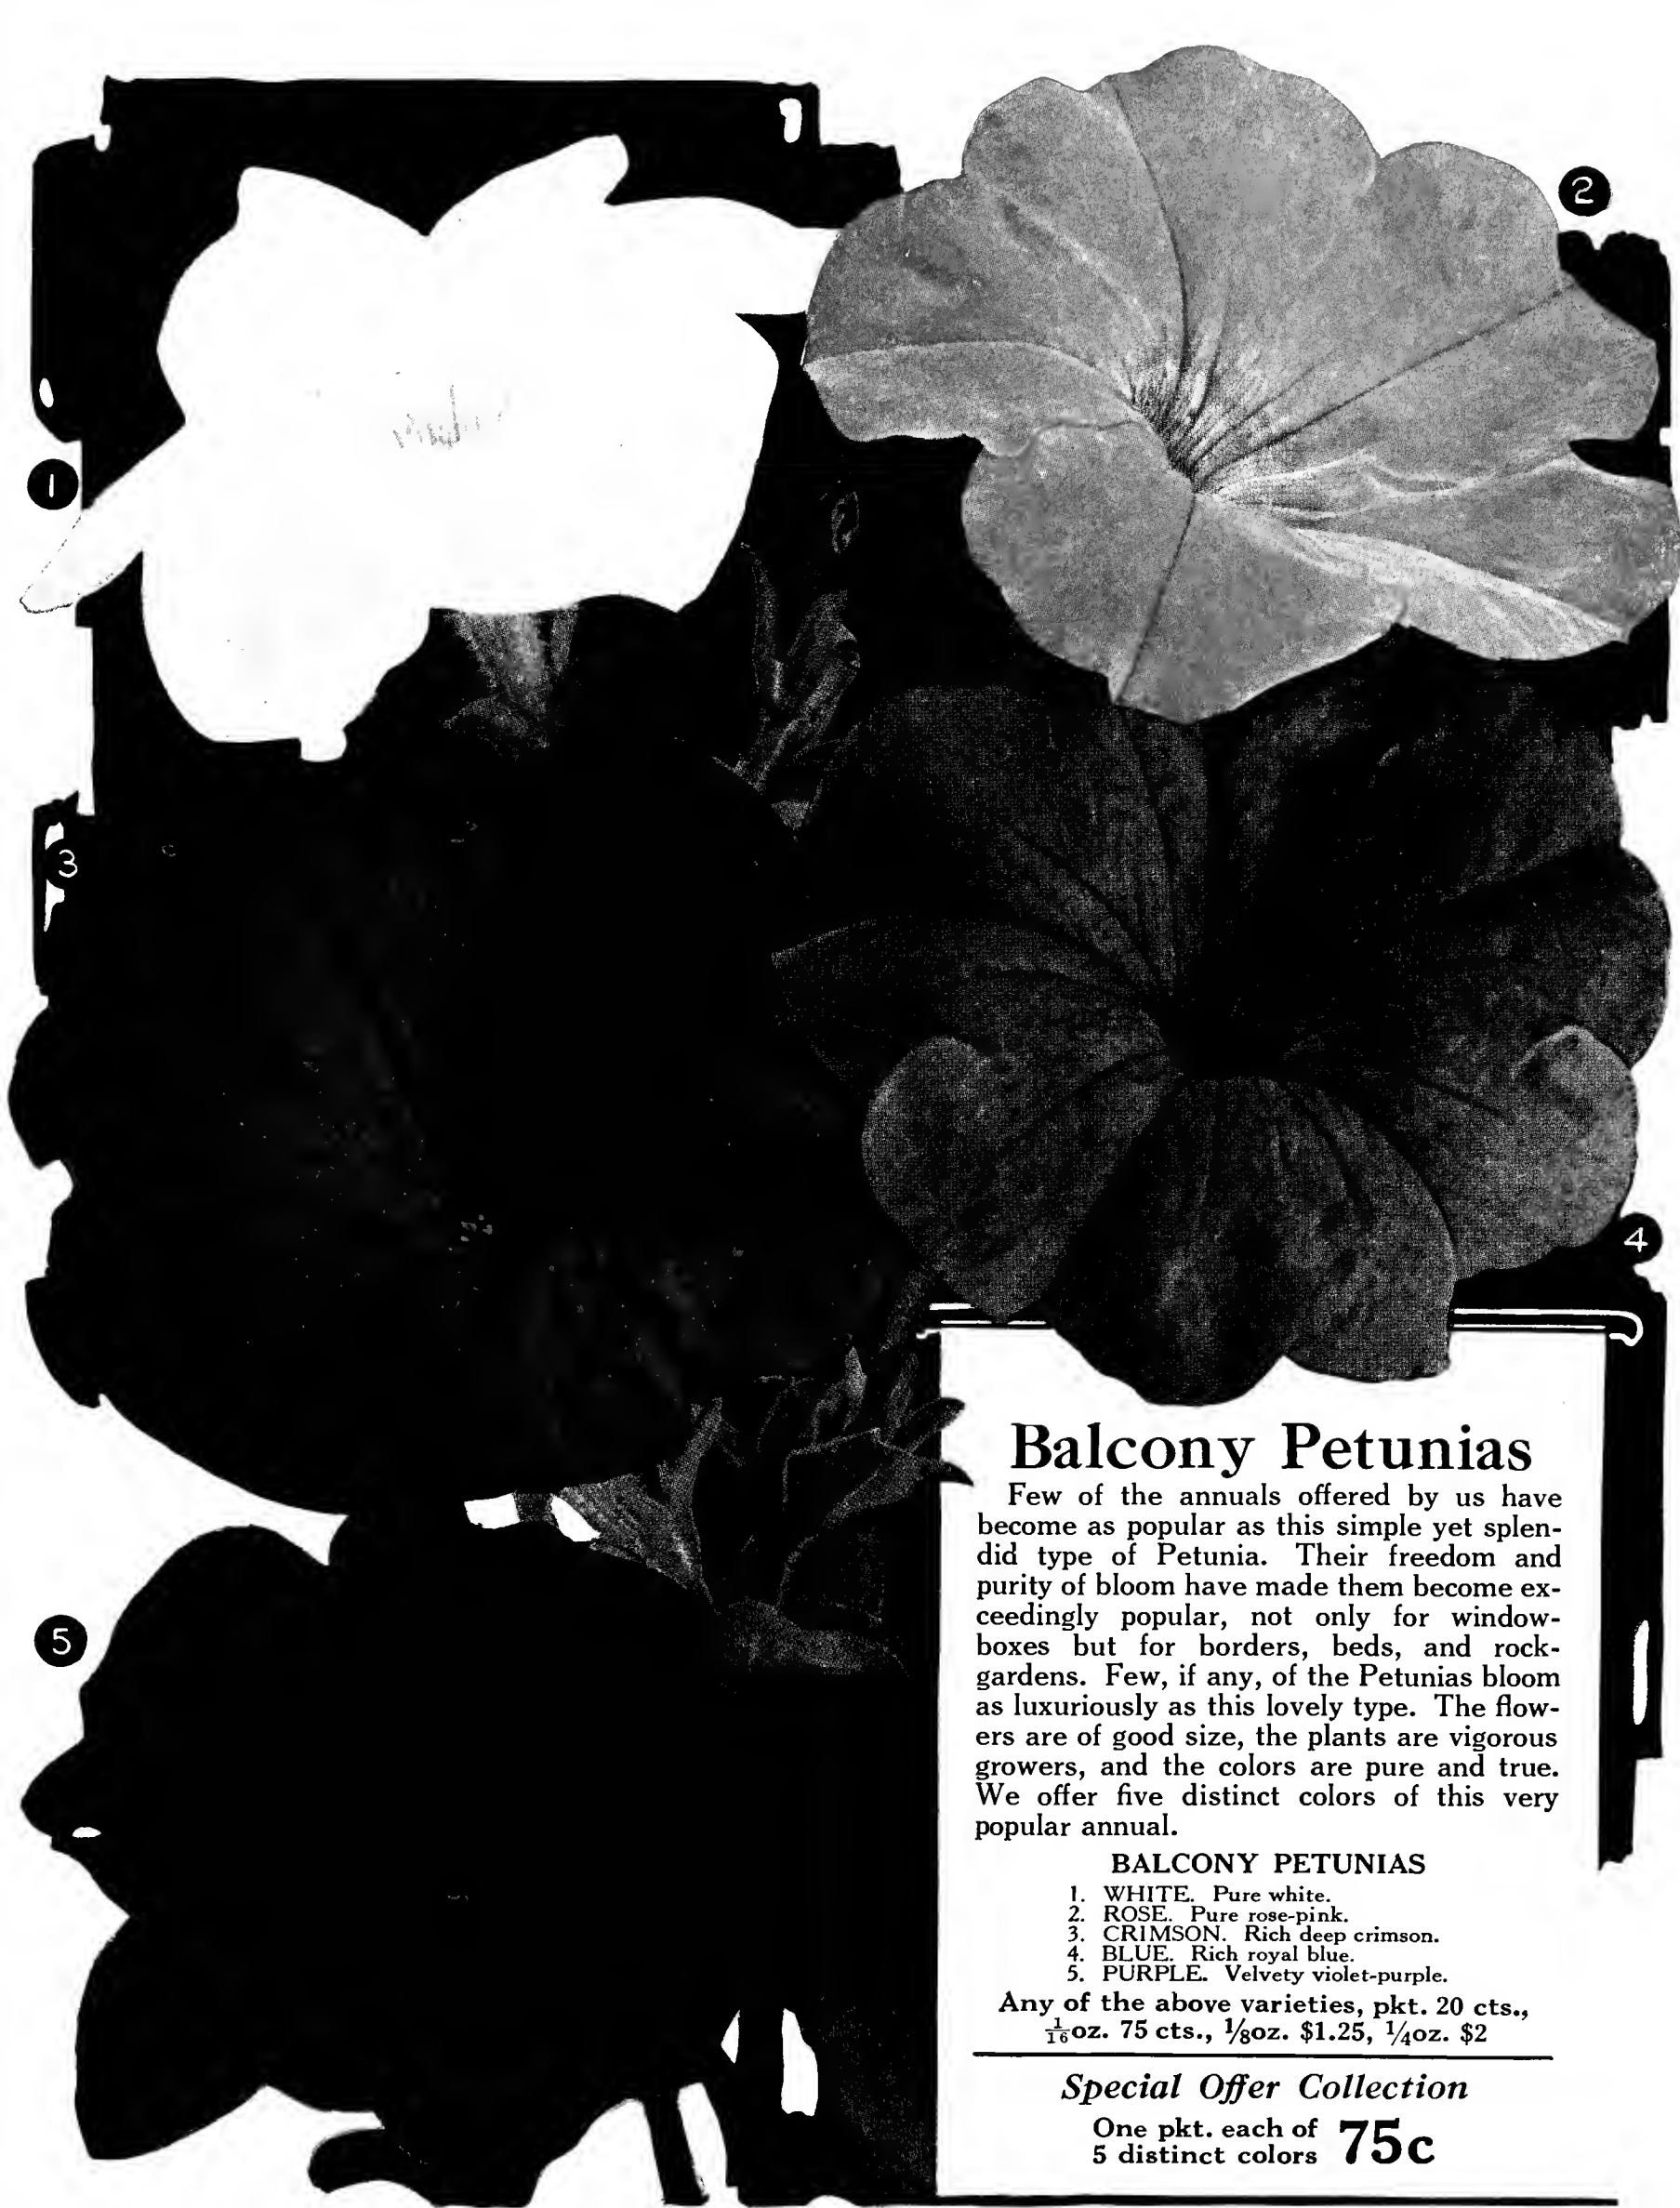 1
2
3
4
5
Balcony Petunias
Few of the annuals offered by us have
become as popular as this simple yet splen-
did type of Petunia. Their freedom and
purity of bloom have made them become ex-
ceedingly popular, not only for window-
boxes but for borders, beds, and rock-
gardens. Few, if any, of the Petunias bloom
as luxuriously as this lovely type. The flow-
ers are of good size, the plants are vigorous
growers, and the colors are pure and true.
We offer five distinct colors of this very
popular annual.
BALCONY PETUNIAS
1. WHITE. Pure white.
2. ROSE. Pure rose-pink.
3. CRIMSON. Rich deep crimson.
4. BLUE. Rich royal blue.
5. PURPLE. Velvety violet-purple.
Any of the above varieties, pkt. 20 cts.,
1/16oz. 75 cts., 1/8oz. $1.25, 1/4oz. $2
Special Offer Collection
One pkt. each of
5 distinct colors 75c